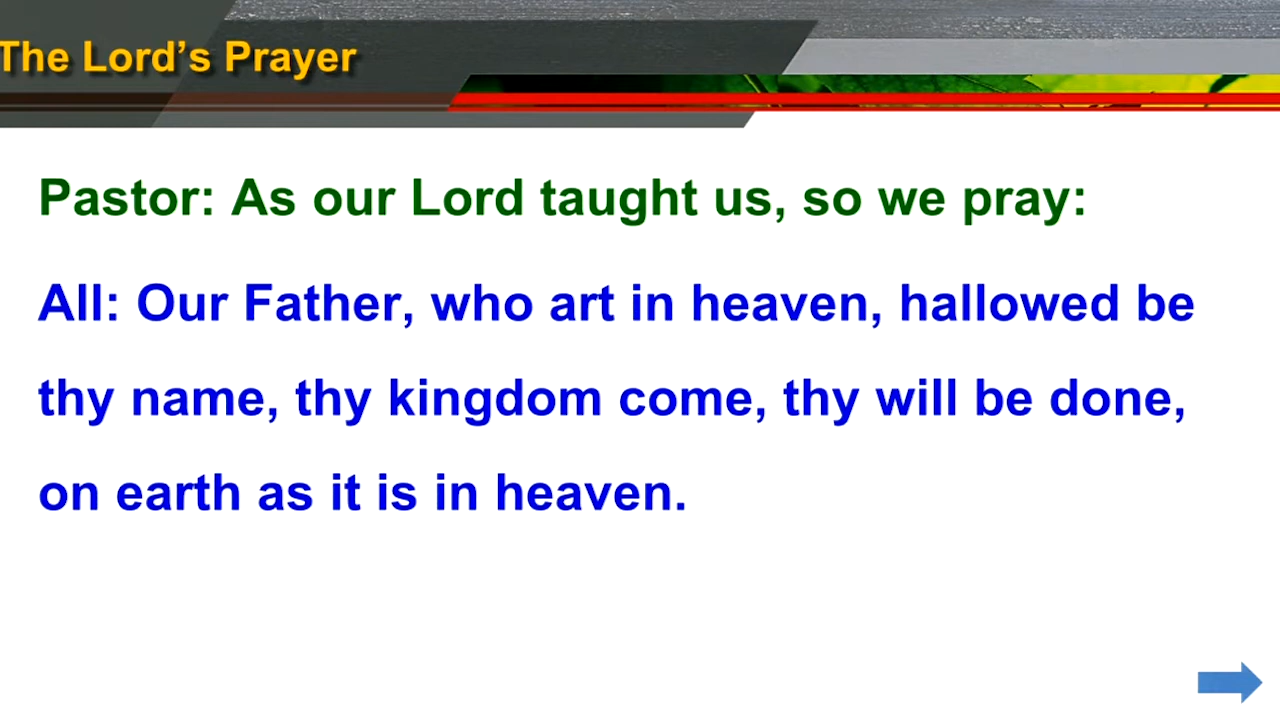 The Lord’s Prayer
Pastor: As our Lord taught us, so we pray:
All: Our Father, who art in heaven, hallowed be
thy name, thy kingdom come, thy will be done,
on earth as it is in heaven.